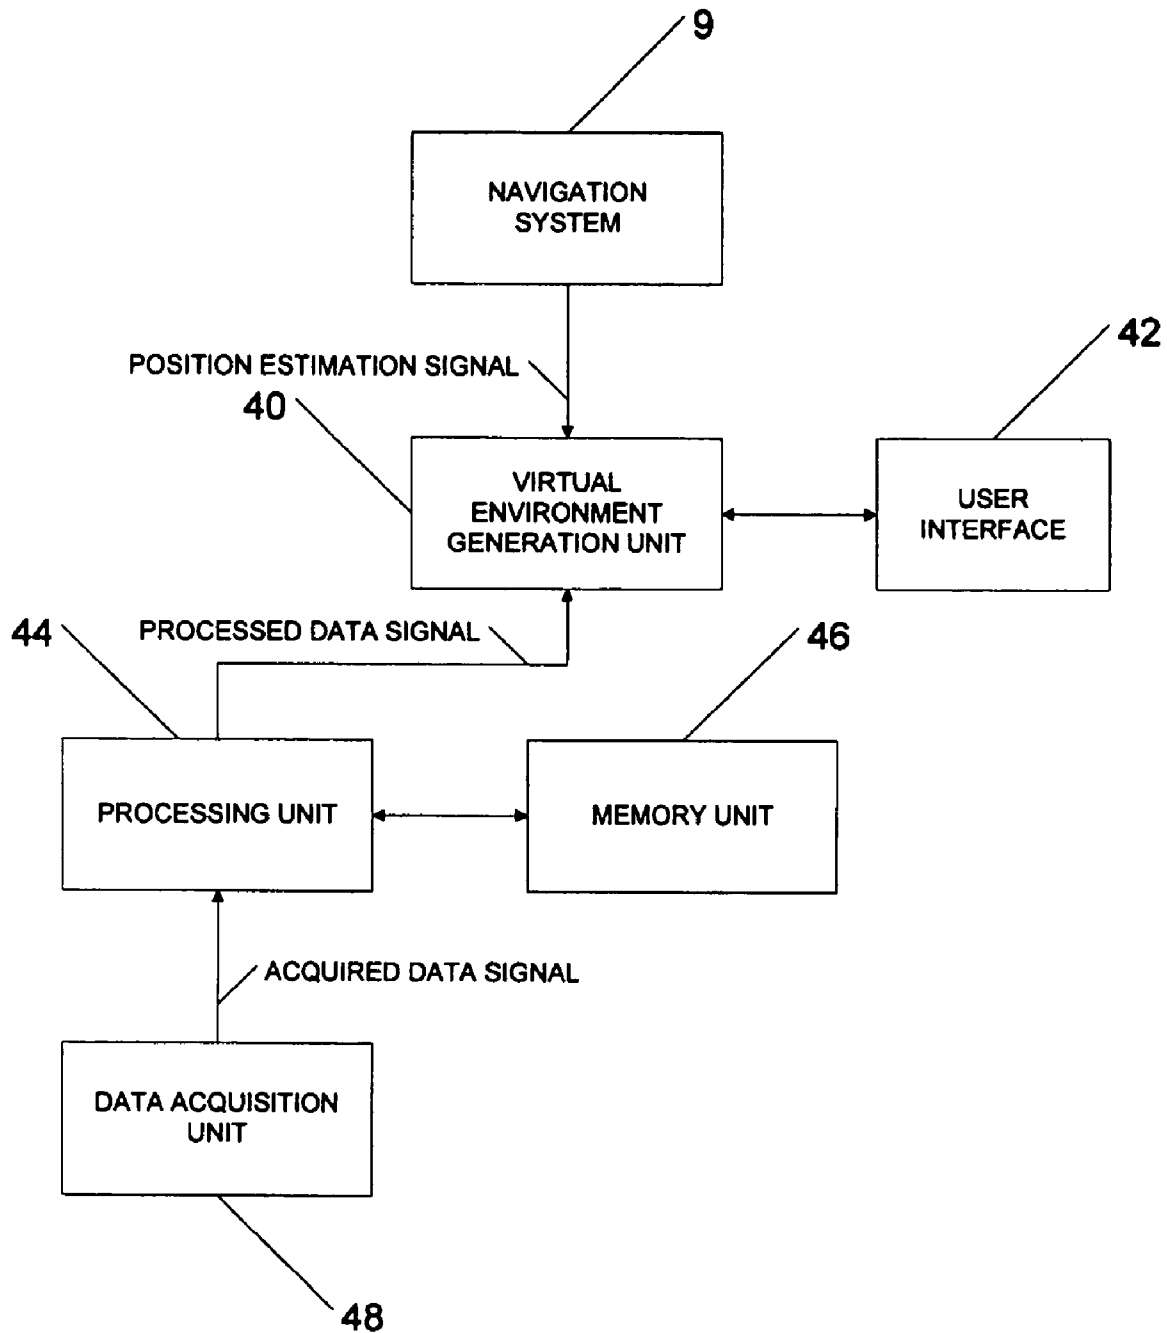 9
NAVIGATION
SYSTEM
POSITION ESTIMATION SIGNAL
42
40
VIRTUAL
ENVIRONMENT
GENERATION UNIT
USER
INTERFACE
44
PROCESSED DATA SIGNAL
46
PROCESSING UNIT
MEMORY UNIT
ACQUIRED DATA SIGNAL
DATA ACQUISITION
UNIT
48